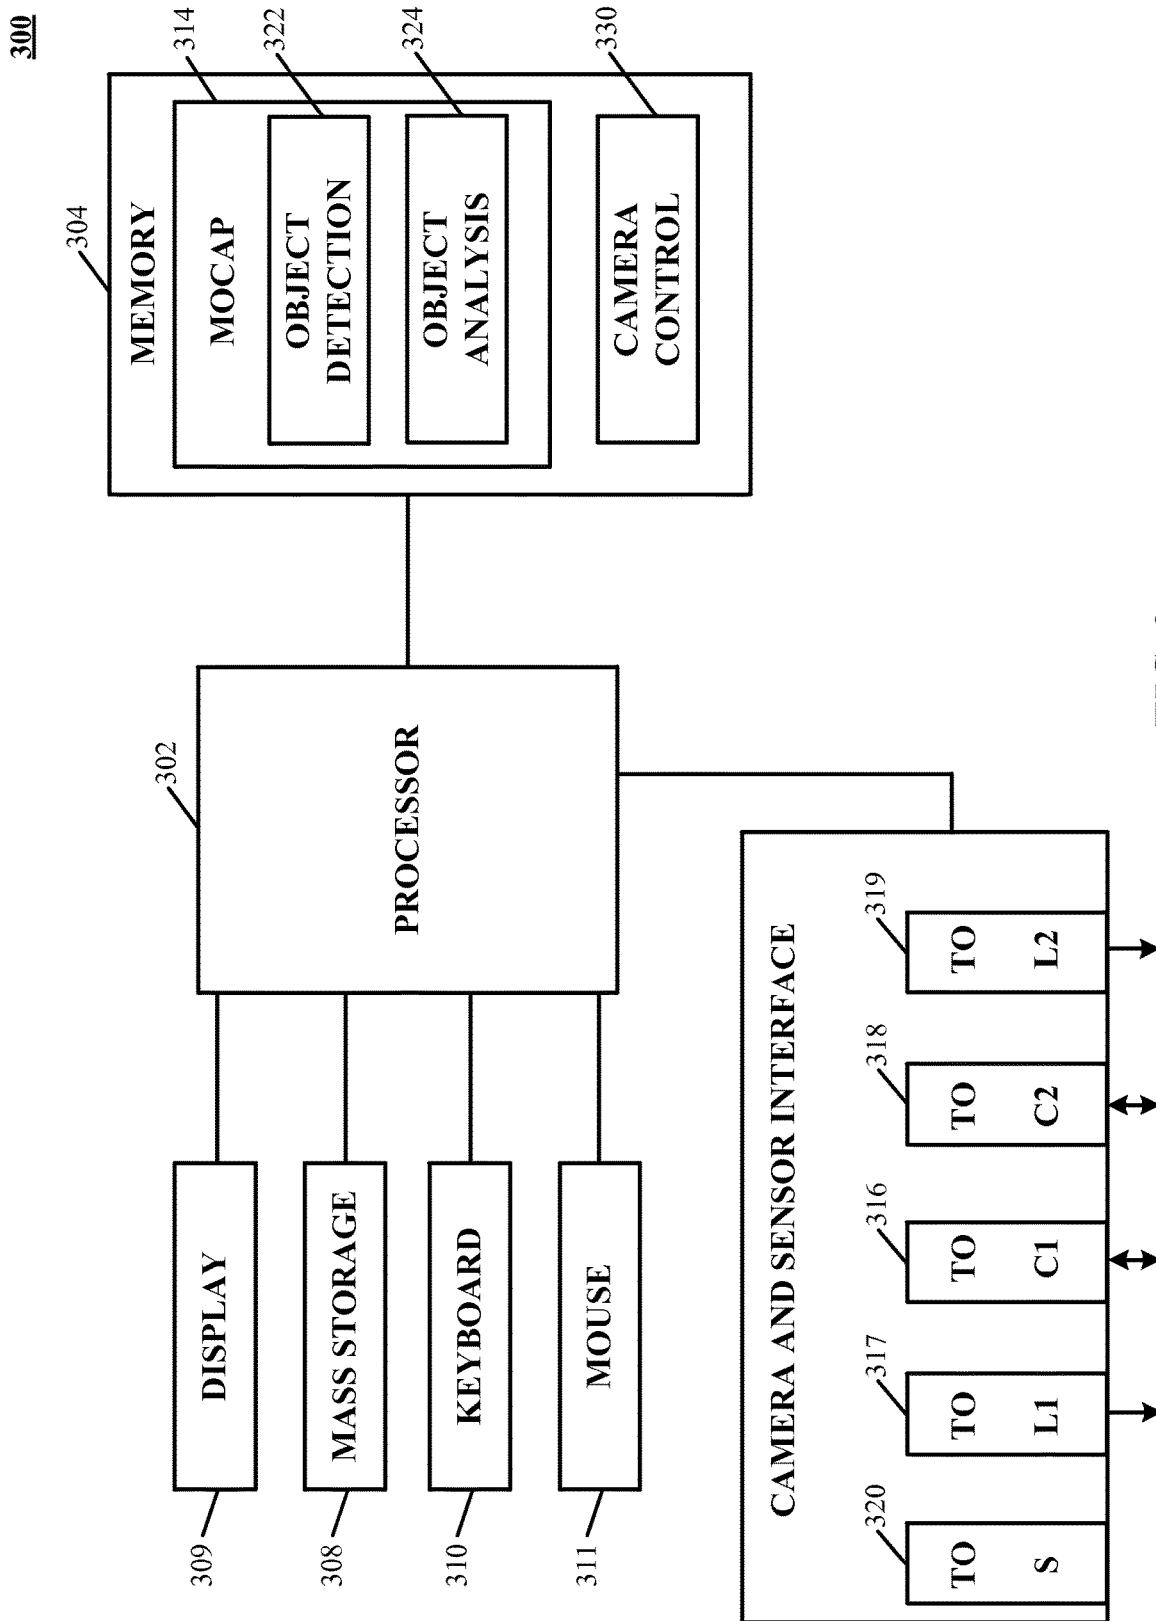 300
304
MEMORY
314
MOCAP
322
OBJECT
DETECTION
324
OBJECT
ANALYSIS
330
CAMERA
CONTROL
302
PROCESSOR
309
DISPLAY
308
MASS STORAGE
310
KEYBOARD
311
MOUSE
CAMERA AND SENSOR INTERFACE
320
TO
S
317
TO
L1
316
TO
C1
318
TO
C2
319
TO
L2